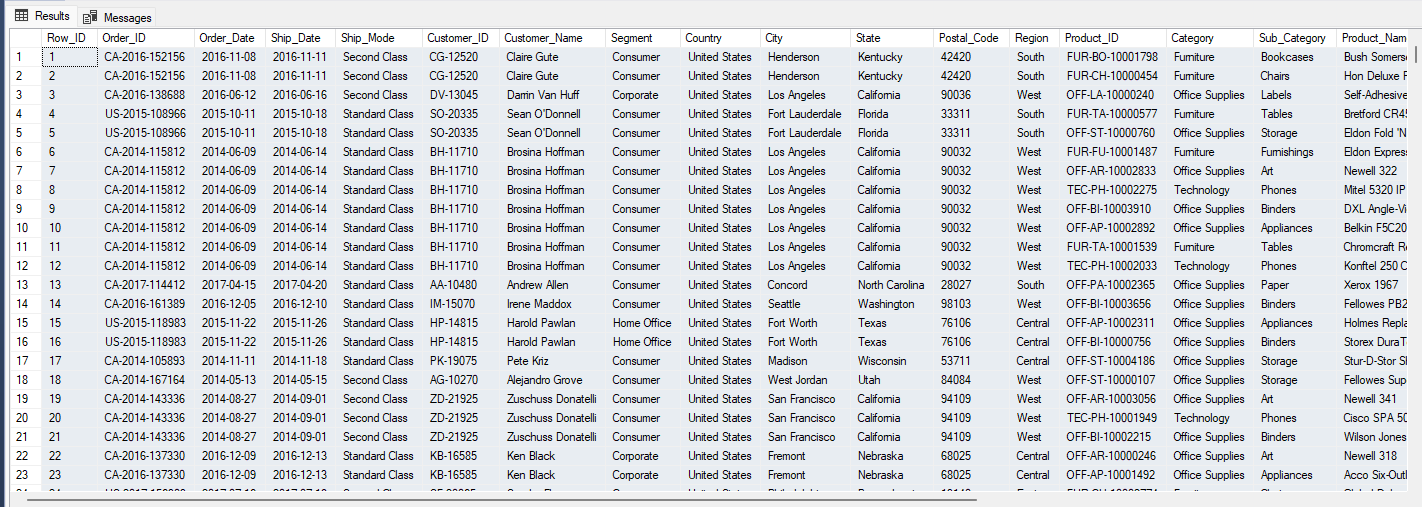 Results Messages
Row_ID Order_ID Order_Date Ship_Date Ship_Mode Customer_ID Customer_Name Segment Country City State Postal_Code Region Product_ID Category Sub_Category Product_Nam
1 1 CA-2016-152156 2016-11-08 2016-11-11 Second Class CG-12520 Claire Gute Consumer United States Henderson Kentucky 42420 South FUR-BO-10001798 Furniture Bookcases Bush Somers
2 2 CA-2016-152156 2016-11-08 2016-11-11 Second Class CG-12520 Claire Gute Consumer United States Henderson Kentucky 42420 South FUR-CH-10000454 Furniture Chairs Hon Deluxe F
3 3 CA-2016-138688 2016-06-12 2016-06-16 Second Class DV-13045 Darrin Van Huff Corporate United States Los Angeles California 90036 West OFF-LA-10000240 Office Supplies Labels Self-Adhesive
4 4 US-2015-108966 2015-10-11 2015-10-18 Standard Class SO-20335 Sean O'Donnell Consumer United States Fort Lauderdale Florida 33311 South FUR-TA-10000577 Furniture Tables Bretford CR45
5 5 US-2015-108966 2015-10-11 2015-10-18 Standard Class SO-20335 Sean O'Donnell Consumer United States Fort Lauderdale Florida 33311 South OFF-ST-10000760 Office Supplies Storage Eldon Fold 'N
6 6 CA-2014-115812 2014-06-09 2014-06-14 Standard Class BH-11710 Brosina Hoffman Consumer United States Los Angeles California 90032 West FUR-FU-10001487 Furniture Furnishings Eldon Express
7 7 CA-2014-115812 2014-06-09 2014-06-14 Standard Class BH-11710 Brosina Hoffman Consumer United States Los Angeles California 90032 West OFF-AR-10002833 Office Supplies Art Newell 322
8 8 CA-2014-115812 2014-06-09 2014-06-14 Standard Class BH-11710 Brosina Hoffman Consumer United States Los Angeles California 90032 West TEC-PH-10002275 Technology Phones Mitel 5320 IP
9 9 CA-2014-115812 2014-06-09 2014-06-14 Standard Class BH-11710 Brosina Hoffman Consumer United States Los Angeles California 90032 West OFF-BI-10003910 Office Supplies Binders DXL Angle-Vi
10 10 CA-2014-115812 2014-06-09 2014-06-14 Standard Class BH-11710 Brosina Hoffman Consumer United States Los Angeles California 90032 West OFF-AP-10002892 Office Supplies Appliances Belkin F5C20
11 11 CA-2014-115812 2014-06-09 2014-06-14 Standard Class BH-11710 Brosina Hoffman Consumer United States Los Angeles California 90032 West FUR-TA-10001539 Furniture Tables Chromcraft R
12 12 CA-2014-115812 2014-06-09 2014-06-14 Standard Class BH-11710 Brosina Hoffman Consumer United States Los Angeles California 90032 West TEC-PH-10002033 Technology Phones Konftel 250 C
13 13 CA-2017-114412 2017-04-15 2017-04-20 Standard Class AA-10480 Andrew Allen Consumer United States Concord North Carolina 28027 South OFF-PA-10002365 Office Supplies Paper Xerox 1967
14 14 CA-2016-161389 2016-12-05 2016-12-10 Standard Class IM-15070 Irene Maddox Consumer United States Seattle Washington 98103 West OFF-BI-10003656 Office Supplies Binders Fellowes PB2
15 15 US-2015-118983 2015-11-22 2015-11-26 Standard Class HP-14815 Harold Pawlan Home Office United States Fort Worth Texas 76106 Central OFF-AP-10002311 Office Supplies Appliances Holmes Repla
16 16 US-2015-118983 2015-11-22 2015-11-26 Standard Class HP-14815 Harold Pawlan Home Office United States Fort Worth Texas 76106 Central OFF-BI-10000756 Office Supplies Binders Storex DuraT
17 17 CA-2014-105893 2014-11-11 2014-11-18 Standard Class PK-19075 Pete Kriz Consumer United States Madison Wisconsin 53711 Central OFF-ST-10004186 Office Supplies Storage Stur-D-Stor S
18 18 CA-2014-167164 2014-05-13 2014-05-15 Second Class AG-10270 Alejandro Grove Consumer United States West Jordan Utah 84084 West OFF-ST-10000107 Office Supplies Storage Fellowes Sup
19 19 CA-2014-143336 2014-08-27 2014-09-01 Second Class ZD-21925 Zuschuss Donatelli Consumer United States San Francisco California 94109 West OFF-AR-10003056 Office Supplies Art Newell 341
20 20 CA-2014-143336 2014-08-27 2014-09-01 Second Class ZD-21925 Zuschuss Donatelli Consumer United States San Francisco California 94109 West TEC-PH-10001949 Technology Phones Cisco SPA 50
21 21 CA-2014-143336 2014-08-27 2014-09-01 Second Class ZD-21925 Zuschuss Donatelli Consumer United States San Francisco California 94109 West OFF-BI-10002215 Office Supplies Binders Wilson Jones
22 22 CA-2016-137330 2016-12-09 2016-12-13 Standard Class KB-16585 Ken Black Corporate United States Fremont Nebraska 68025 Central OFF-AR-10000246 Office Supplies Art Newell 318
23 23 CA-2016-137330 2016-12-09 2016-12-13 Standard Class KB-16585 Ken Black Corporate United States Fremont Nebraska 68025 Central OFF-AP-10001492 Office Supplies Appliances Acco Six-Outl